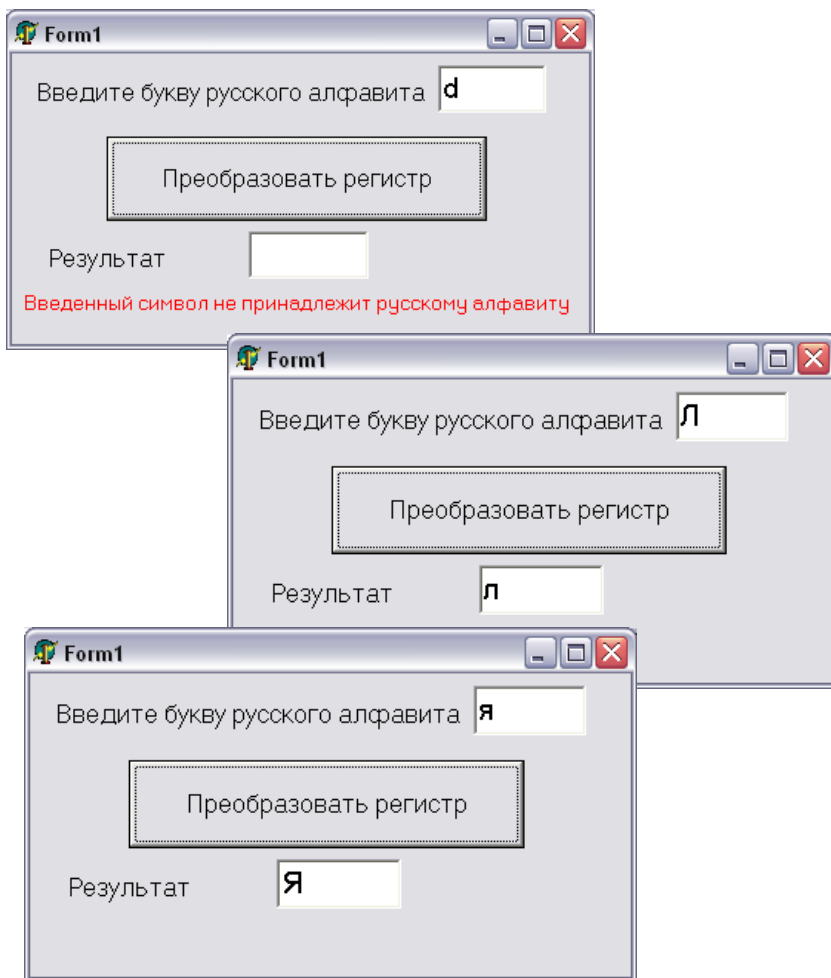 Form1
Введите букву русского алфавита d
Преобразовать регистр
Результат
Введенный символ не принадлежит русскому алфавиту
Form1
Введите букву русского алфавита Л
Преобразовать регистр
Результат л
Form1
Введите букву русского алфавита я
Преобразовать регистр
Результат Я